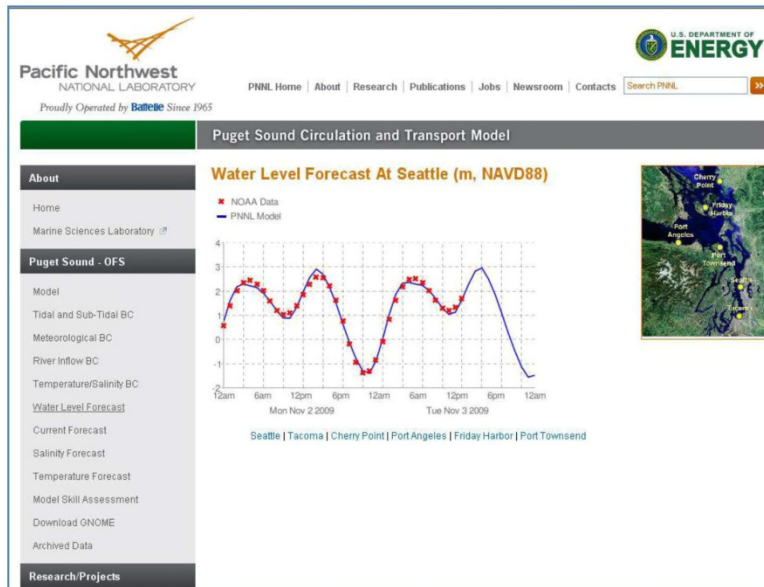 U.S. DEPARTMENT OF
ENERGY
Pacific Northwest
NATIONAL LABORATORY
Proudly Operated by Battelle Since 1965
PNNL Home | About | Research | Publications | Jobs | Newsroom | Contacts
Search PNNL
Puget Sound Circulation and Transport Model
About
Home
Marine Sciences Laboratory
Puget Sound - OFS
Model
Tidal and Sub-Tidal BC
Meteorological BC
River Inflow BC
Temperature/Salinity BC
Water Level Forecast
Current Forecast
Salinity Forecast
Temperature Forecast
Model Skill Assessment
Download GNOME
Archived Data
Research/Projects
Water Level Forecast At Seattle (m, NAVD88)
NOAA Data
PNNL Model
4
3
2
1
0
-1
-2
12am 6am 12pm 6pm 12am 6am 12pm 6pm 12am
Mon Nov 2 2009 Tue Nov 3 2009
Seattle | Tacoma | Cherry Point | Port Angeles | Friday Harbor | Port Townsend
Cherry
Point
Friday
Harbor
Port
Angeles
Port
Townsend
Seattle
Tacoma